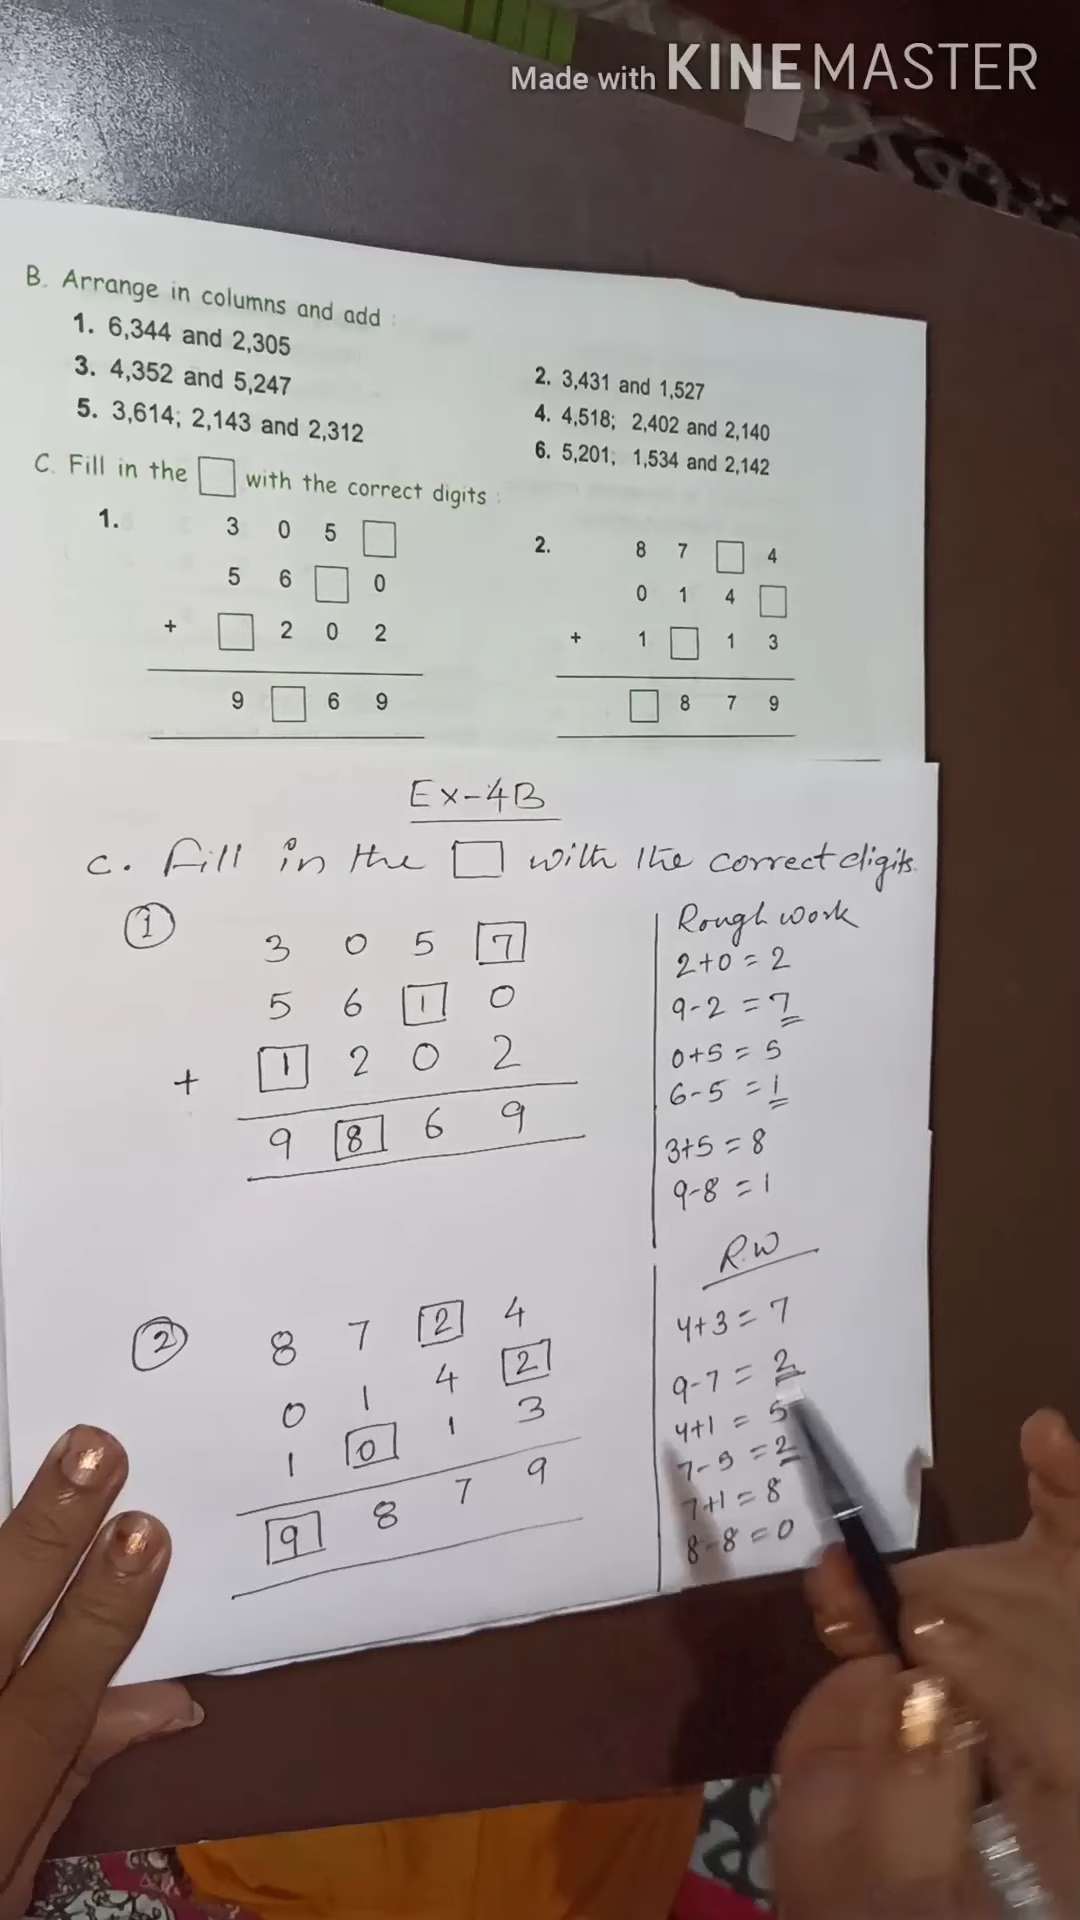 Made with KINEMASTER
B. Arrange in columns and add :
1. 6,344 and 2,305
2. 3,431 and 1,527
3. 4,352 and 5,247
4. 4,518; 2,402 and 2,140
5. 3,614; 2,143 and 2,312
6. 5,201; 1,534 and 2,142
C. Fill in the □ with the correct digits :
1.
3 0 5 □
5 6 □ 0
+ □ 2 0 2
9 □ 6 9
2.
8 7 □ 4
0 1 4 □
+ 1 □ 1 3
□ 8 7 9
Ex-4B
C. Fill in the □ with the correct digits.
1
3 0 5 7
5 6 1 0
+ 1 2 0 2
9 8 6 9
Rough work
2+0 = 2
9-2 = 7
0+5 = 5
6-5 = 1
3+5 = 8
9-8 = 1
2
8 7 2 4
0 1 4 2
1 0 1 3
9 8 7 9
R.W
4+3 = 7
9-7 = 2
4+1 = 5
7-5 = 2
7+1 = 8
8-8 = 0